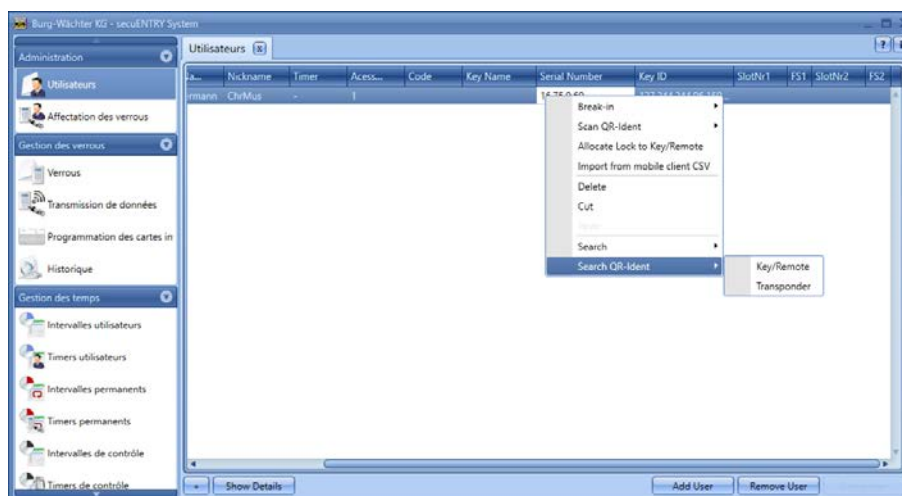 Burg-Wächter KG - secuENTRY System
Administration
Utilisateurs
Affectation des verrous
Gestion des verrous
Verrous
Transmission de données
Programmation des cartes in
Historique
Gestion des temps
Intervalles utilisateurs
Timers utilisateurs
Intervalles permanents
Timers permanents
Intervalles de contrôle
Timers de contrôle
Utilisateurs
Nickname Timer Acess... Code Key Name Serial Number Key ID SlotNr1 FS1 SlotNr2 FS2
ermann ChrMus - 1
Break-in
Scan QR-Ident
Allocate Lock to Key/Remote
Import from mobile client CSV
Delete
Cut
Search
Search QR-Ident
Key/Remote
Transponder
+ Show Details Add User Remove User